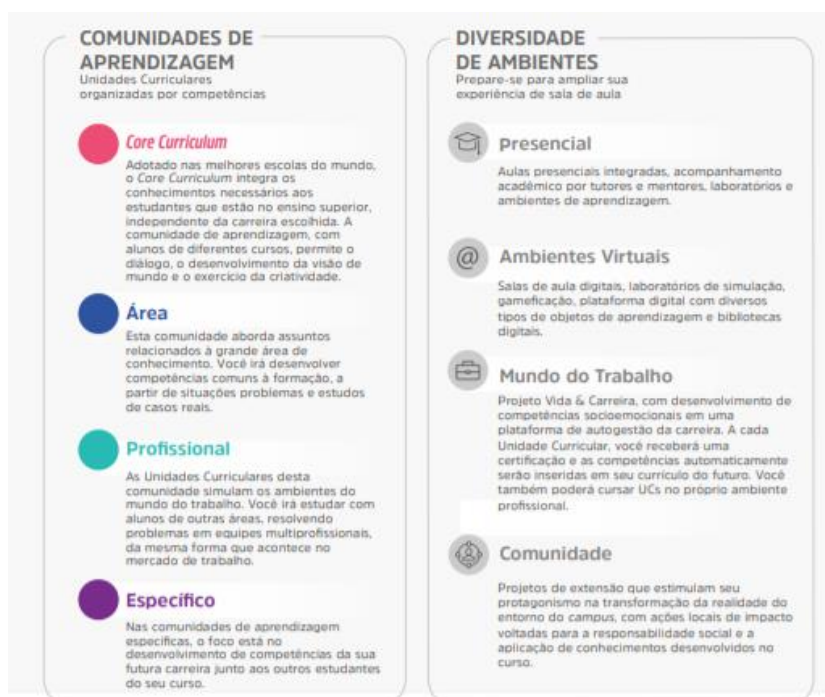 COMUNIDADES DE
APRENDIZAGEM
Unidades Curriculares
organizadas por competências
Core Curriculum
Adotado nas melhores escolas do mundo,
o Core Curriculum integra os
conhecimentos necessários aos
estudantes que estão no ensino superior,
independente da carreira escolhida. A
comunidade de aprendizagem, com
alunos de diferentes cursos, permite o
diálogo, o desenvolvimento da visão de
mundo e o exercício da criatividade.
Área
Esta comunidade aborda assuntos
relacionados à grande área de
conhecimento. Você irá desenvolver
competências comuns à formação, a
partir de situações problemas e estudos
de casos reais.
Profissional
As Unidades Curriculares desta
comunidade simulam os ambientes do
mundo do trabalho. Você irá estudar com
alunos de outras áreas, resolvendo
problemas em equipes multiprofissionais,
da mesma forma que acontece no
mercado de trabalho.
Específico
Nas comunidades de aprendizagem
específicas, o foco está no
desenvolvimento de competências da sua
futura carreira junto aos outros estudantes
do seu curso.
DIVERSIDADE
DE AMBIENTES
Prepare-se para ampliar sua
experiência de sala de aula
Presencial
Aulas presenciais integradas, acompanhamento
acadêmico por tutores e mentores, laboratórios e
ambientes de aprendizagem.
@ Ambientes Virtuais
Salas de aula digitais, laboratórios de simulação,
gameficação, plataforma digital com diversos
tipos de objetos de aprendizagem e bibliotecas
digitais.
Mundo do Trabalho
Projeto Vida & Carreira, com desenvolvimento de
competências socioemocionais em uma
plataforma de autogestão da carreira. A cada
Unidade Curricular, você receberá uma
certificação e as competências automaticamente
serão inseridas em seu currículo do futuro. Você
também poderá cursar UCs no próprio ambiente
profissional.
Comunidade
Projetos de extensão que estimulam seu
protagonismo na transformação da realidade do
entorno do campus, com ações locais de impacto
voltadas para a responsabilidade social e a
aplicação de conhecimentos desenvolvidos no
curso.